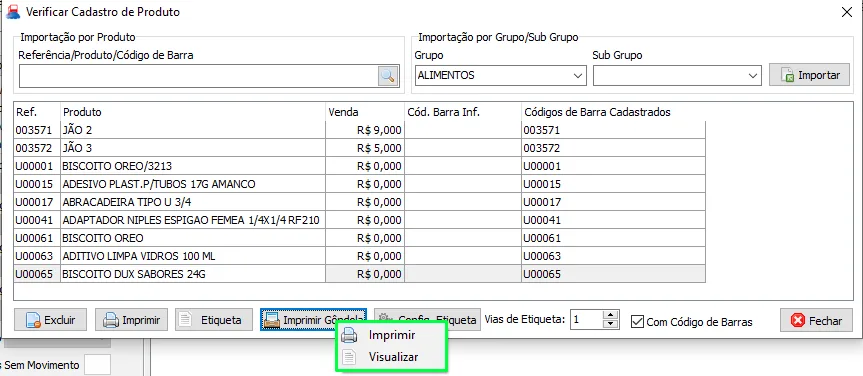 Verificar Cadastro de Produto
Importação por Produto
Referência/Produto/Código de Barra
Importação por Grupo/Sub Grupo
Grupo Sub Grupo
ALIMENTOS
Importar
Ref. Produto Venda Cód. Barra Inf. Códigos de Barra Cadastrados
003571 JÃO 2 R$ 9,000 003571
003572 JÃO 3 R$ 5,000 003572
U00001 BISCOITO OREO/3213 R$ 0,000 U00001
U00015 ADESIVO PLAST.P/TUBOS 17G AMANCO R$ 0,000 U00015
U00017 ABRACADEIRA TIPO U 3/4 R$ 0,000 U00017
U00041 ADAPTADOR NIPLES ESPIGAO FEMEA 1/4X1/4 RF210 R$ 0,000 U00041
U00061 BISCOITO OREO R$ 0,000 U00061
U00063 ADITIVO LIMPA VIDROS 100 ML R$ 0,000 U00063
U00065 BISCOITO DUX SABORES 24G R$ 0,000 U00065
Excluir Imprimir Etiqueta Imprimir Gôndola Config. Etiqueta Vias de Etiqueta: 1 Com Código de Barras Fechar
Imprimir
Visualizar
s Sem Movimento